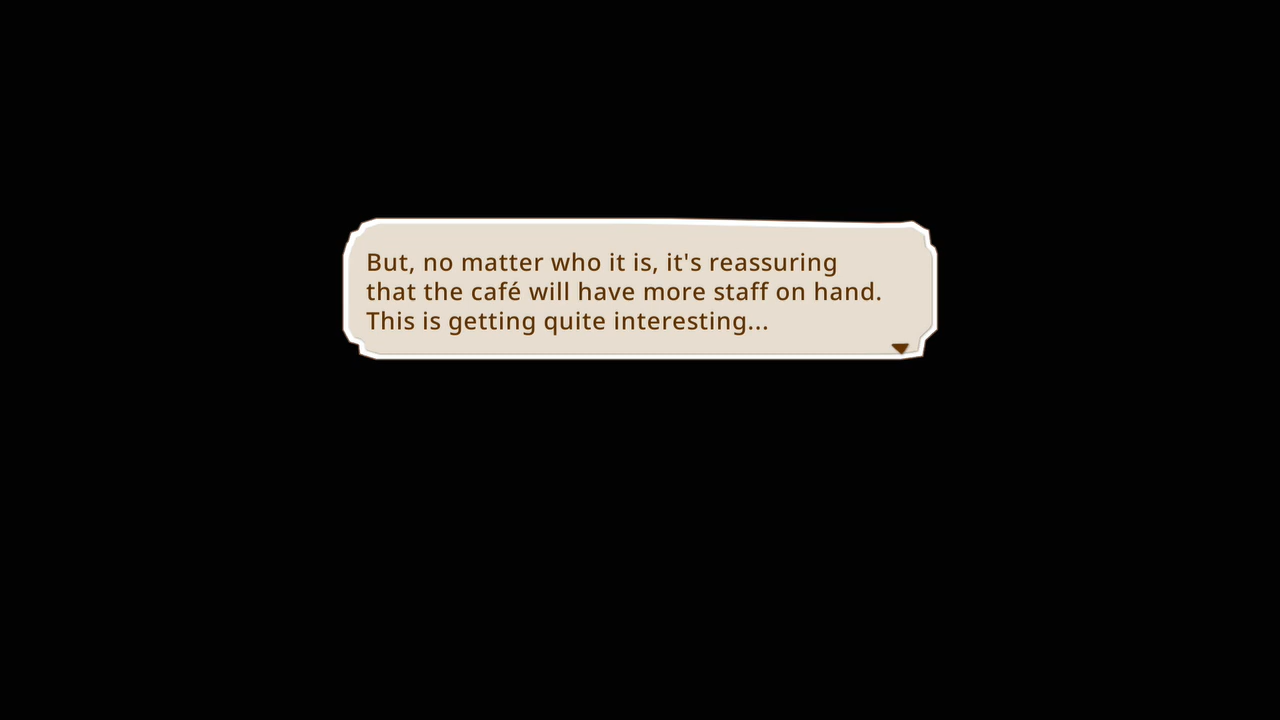 But, no matter who it is, it's reassuring
that the café will have more staff on hand.
This is getting quite interesting...